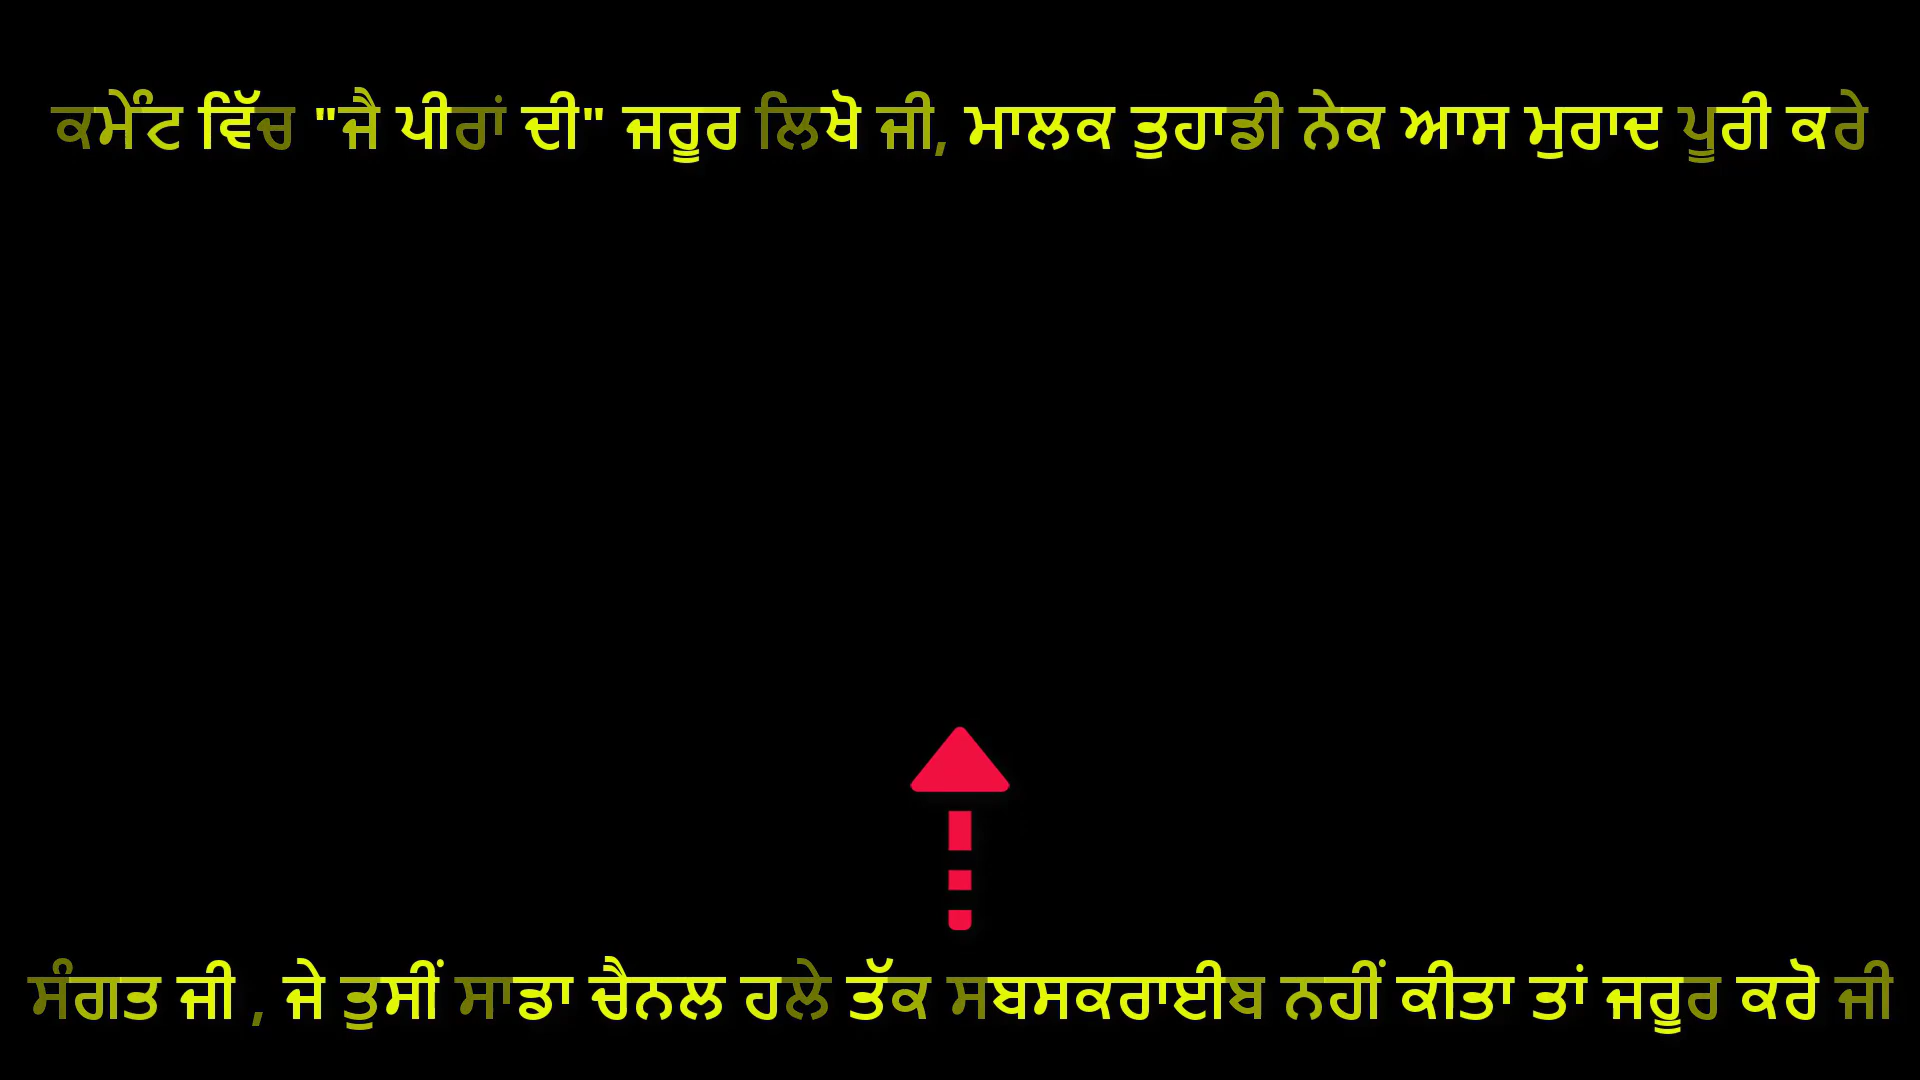 ਕਮੇੰਟ ਵਿੱਚ "ਜੈ ਪੀਰਾਂ ਦੀ" ਜਰੂਰ ਲਿਖੋ ਜੀ, ਮਾਲਕ ਤੁਹਾਡੀ ਨੇਕ ਆਸ ਮੁਰਾਦ ਪੂਰੀ ਕਰੇ
ਸੰਗਤ ਜੀ , ਜੇ ਤੁਸੀਂ ਸਾਡਾ ਚੈਨਲ ਹਲੇ ਤੱਕ ਸਬਸਕਰਾਈਬ ਨਹੀਂ ਕੀਤਾ ਤਾਂ ਜਰੂਰ ਕਰੋ ਜੀ